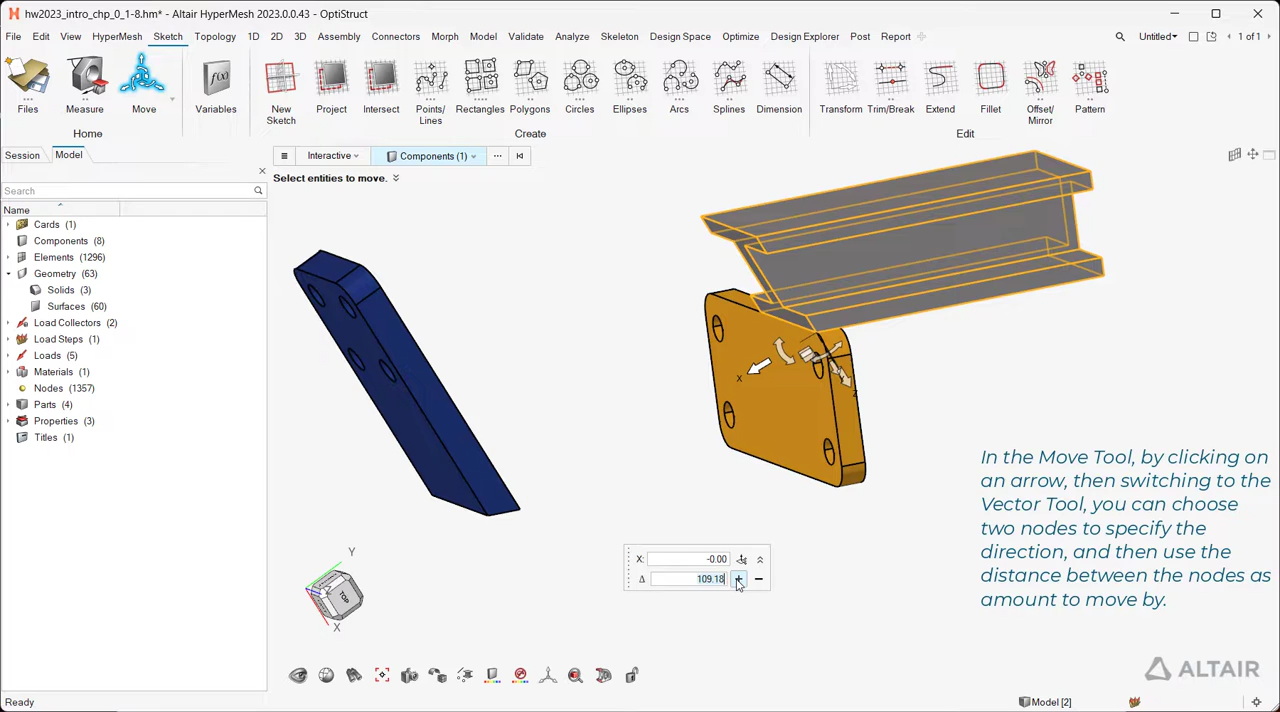 hw2023_intro_chp_0_1-8.hm* - Altair HyperMesh 2023.0.0.43 - OptiStruct
File Edit View HyperMesh Sketch Topology 1D 2D 3D Assembly Connectors Morph Model Validate Analyze Skeleton Design Space Optimize Design Explorer Post Report Untitled 1 of 1
Files Measure Move Variables New Sketch Project Intersect Points/Lines Rectangles Polygons Circles Ellipses Arcs Splines Dimension Transform Trim/Break Extend Fillet Offset/Mirror Pattern
f(x)
Home Create Edit
Session Model
Interactive Components (1)
Select entities to move.
Search
Name
Cards (1)
Components (8)
Elements (1296)
Geometry (63)
Solids (3)
Surfaces (60)
Load Collectors (2)
Load Steps (1)
Loads (5)
Materials (1)
Nodes (1357)
Parts (4)
Properties (3)
Titles (1)
X
Z
In the Move Tool, by clicking on
an arrow, then switching to the
Vector Tool, you can choose
two nodes to specify the
direction, and then use the
distance between the nodes as
amount to move by.
X: -0.00
Δ 109.18
Y
TOP
X
ALTAIR
Ready
Model [2]